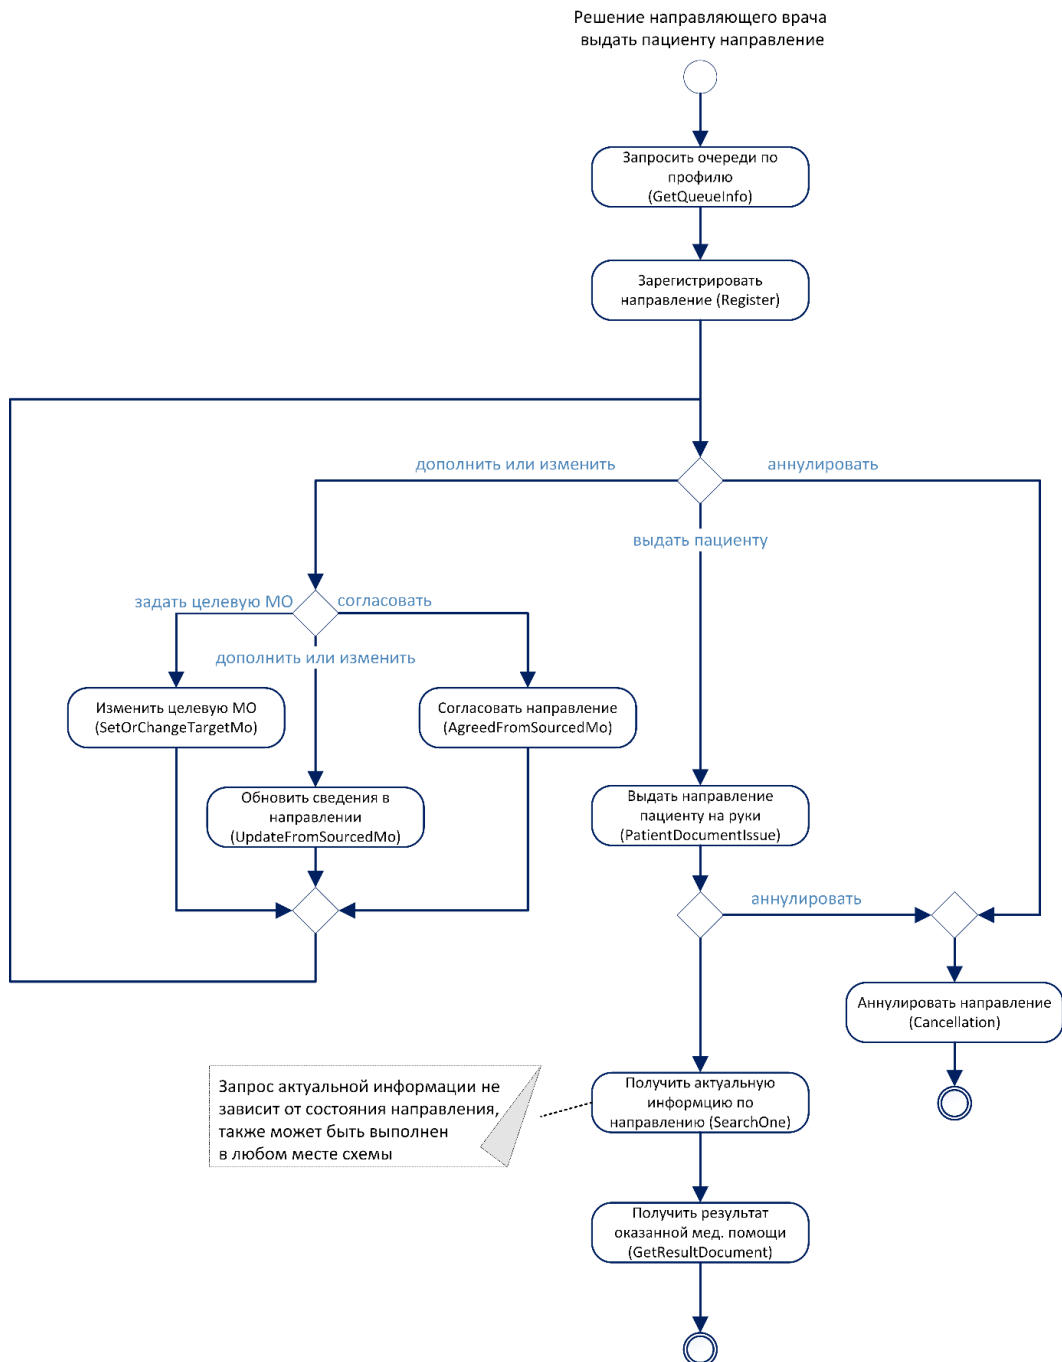 Решение направляющего врача
выдать пациенту направление
Запросить очереди по
профилю
(GetQueueInfo)
Зарегистрировать
направление (Register)
дополнить или изменить
аннулировать
выдать пациенту
задать целевую МО
согласовать
дополнить или изменить
Изменить целевую МО
(SetOrChangeTargetMo)
Согласовать направление
(AgreedFromSourcedMo)
Обновить сведения в
направлении
(UpdateFromSourcedMo)
Выдать направление
пациенту на руки
(PatientDocumentIssue)
аннулировать
Аннулировать направление
(Cancellation)
Запрос актуальной информации не
зависит от состояния направления,
также может быть выполнен
в любом месте схемы
Получить актуальную
информцию по
направлению (SearchOne)
Получить результат
оказанной мед. помощи
(GetResultDocument)